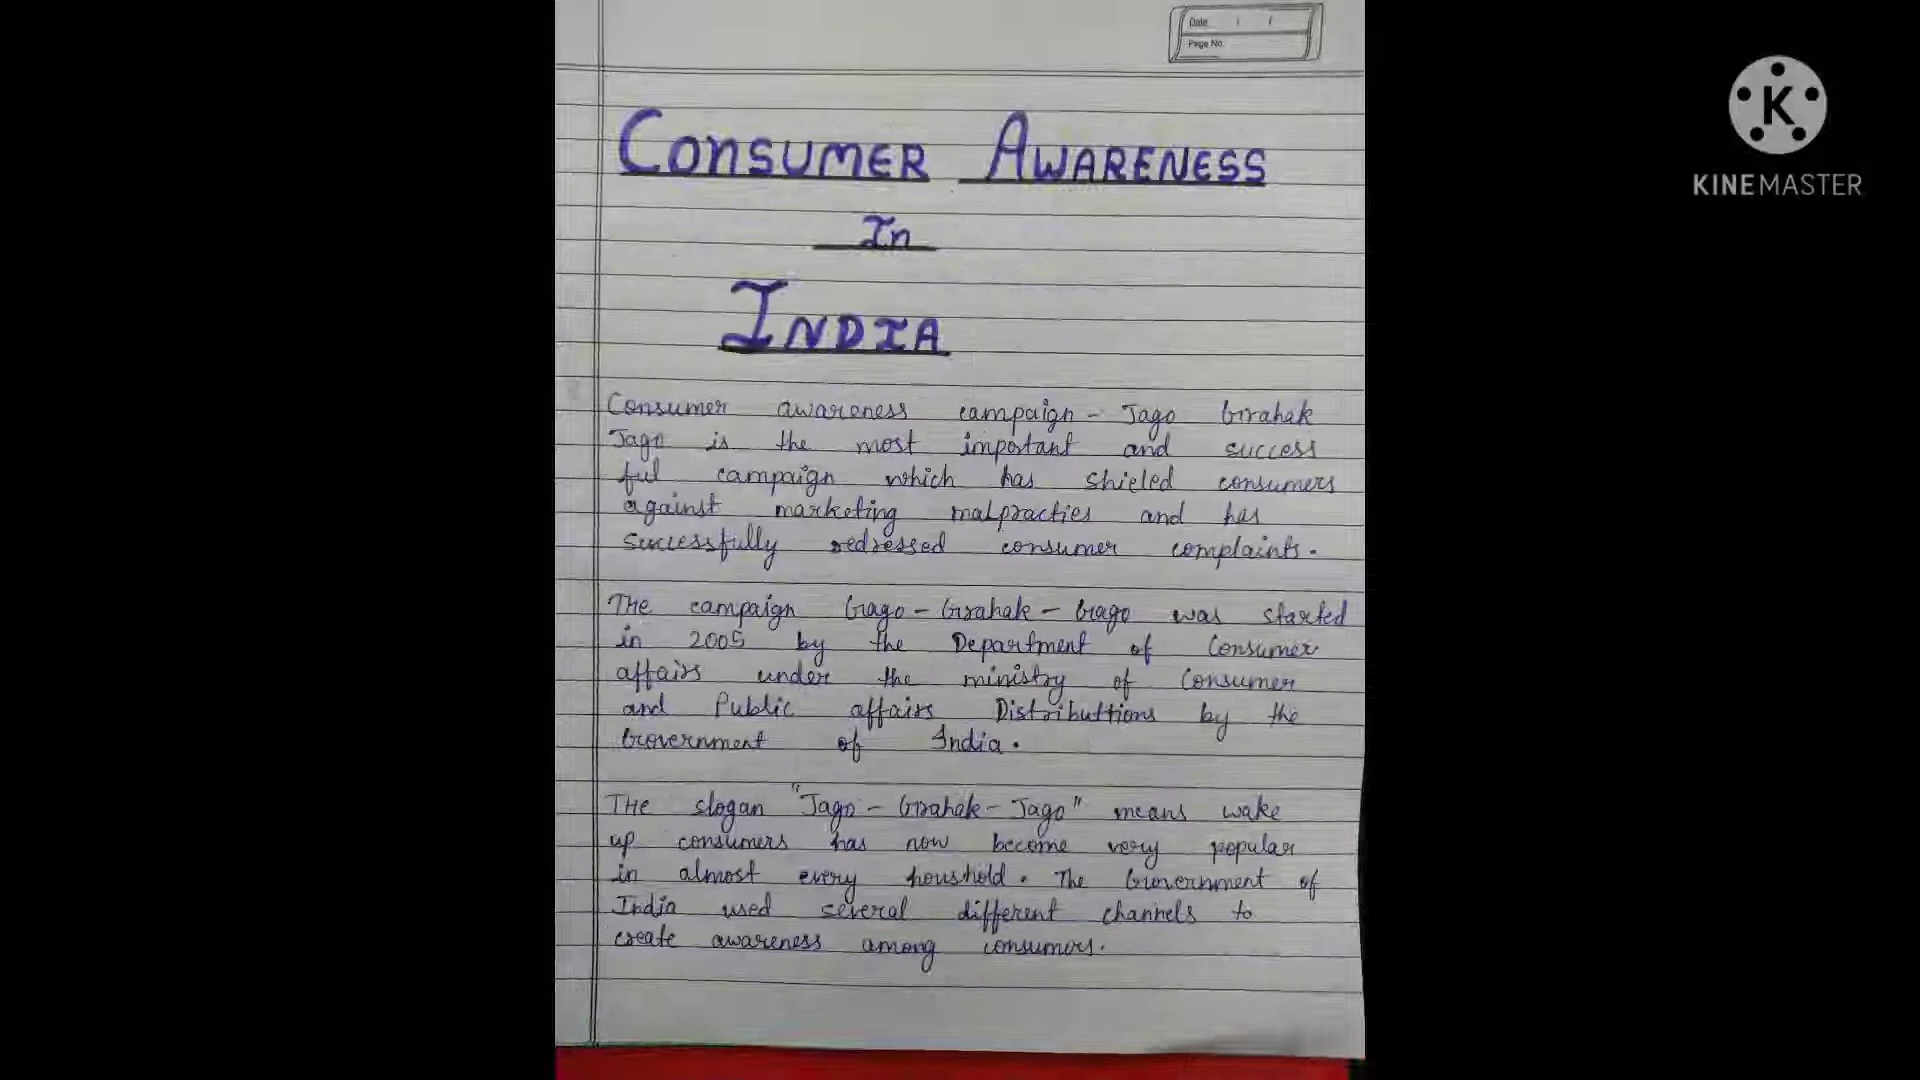 Date / /
Page No.
CONSUMER AWARENESS
In
INDIA
Consumer awareness campaign - Jago Grahak
Jago is the most important and success
ful campaign which has shieled consumers
against marketing malpracties and has
successfully redressed consumer complaints.
THe campaign Gago - Grahak - Gago was started
in 2005 by the Department of Consumer
affairs under the ministry of Consumer
and Public affairs Distributtions by the
Government of India.
THe slogan "Jago - Grahak - Jago" means wake
up consumers has now become very popular
in almost every houshold. The Government of
India used several different channels to
create awareness among consumers.
K
KINEMASTER